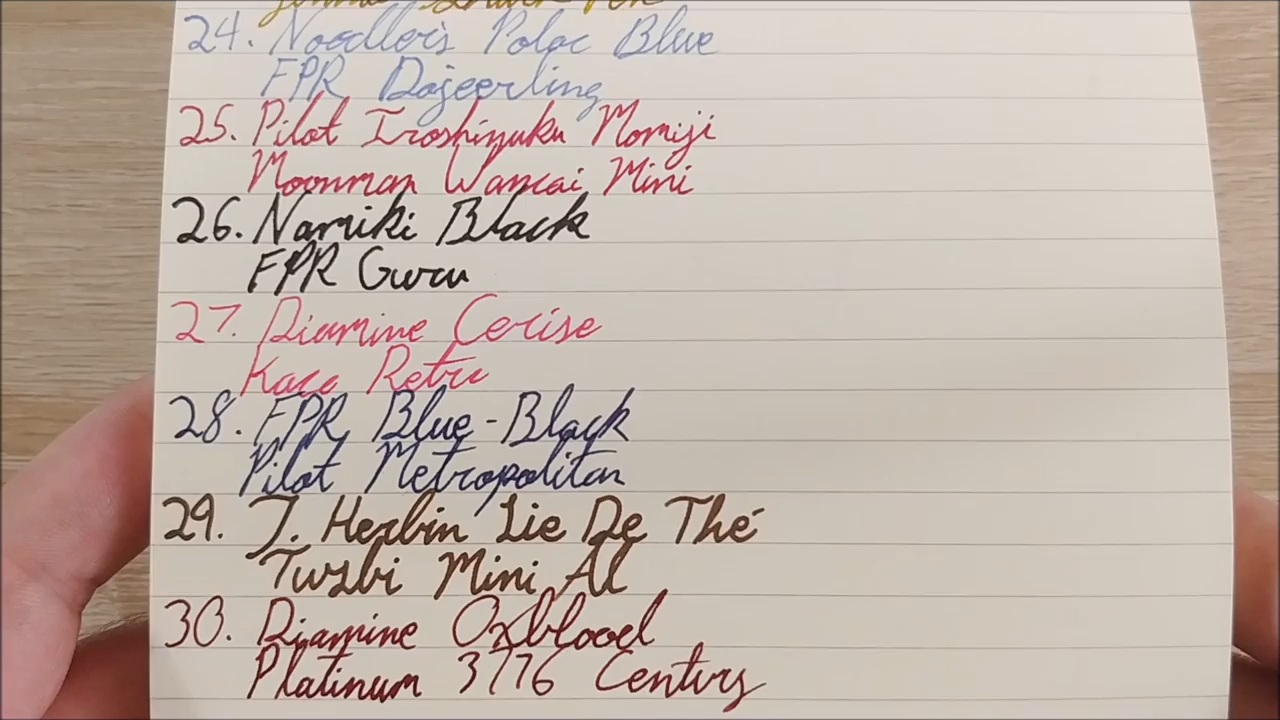 24. Noodler's Polar Blue
FPR Dajeerling
25. Pilot Iroshizuku Momiji
Moonman Wancai Mini
26. Namiki Black
FPR Guru
27. Diamine Cerise
Kaco Retro
28. FPR Blue-Black
Pilot Metropolitan
29. J. Herbin Lie De Thé
Twsbi Mini Al
30. Diamine Oxblood
Platinum 3776 Century